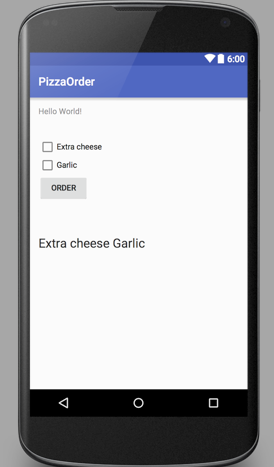 6:00
PizzaOrder
Hello World!
Extra cheese
Garlic
ORDER
Extra cheese Garlic